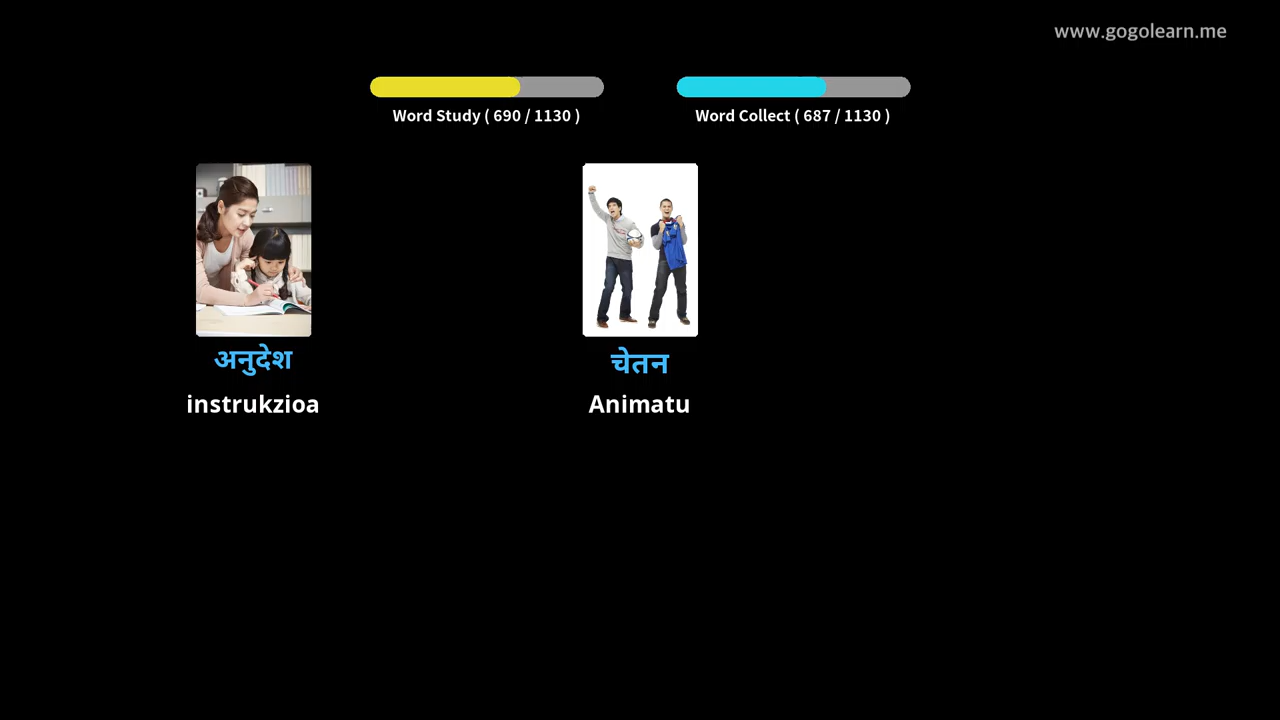 www.gogolearn.me
Word Study ( 690 / 1130 )
Word Collect ( 687 / 1130 )
अनुदेश
instrukzioa
चेतन
Animatu